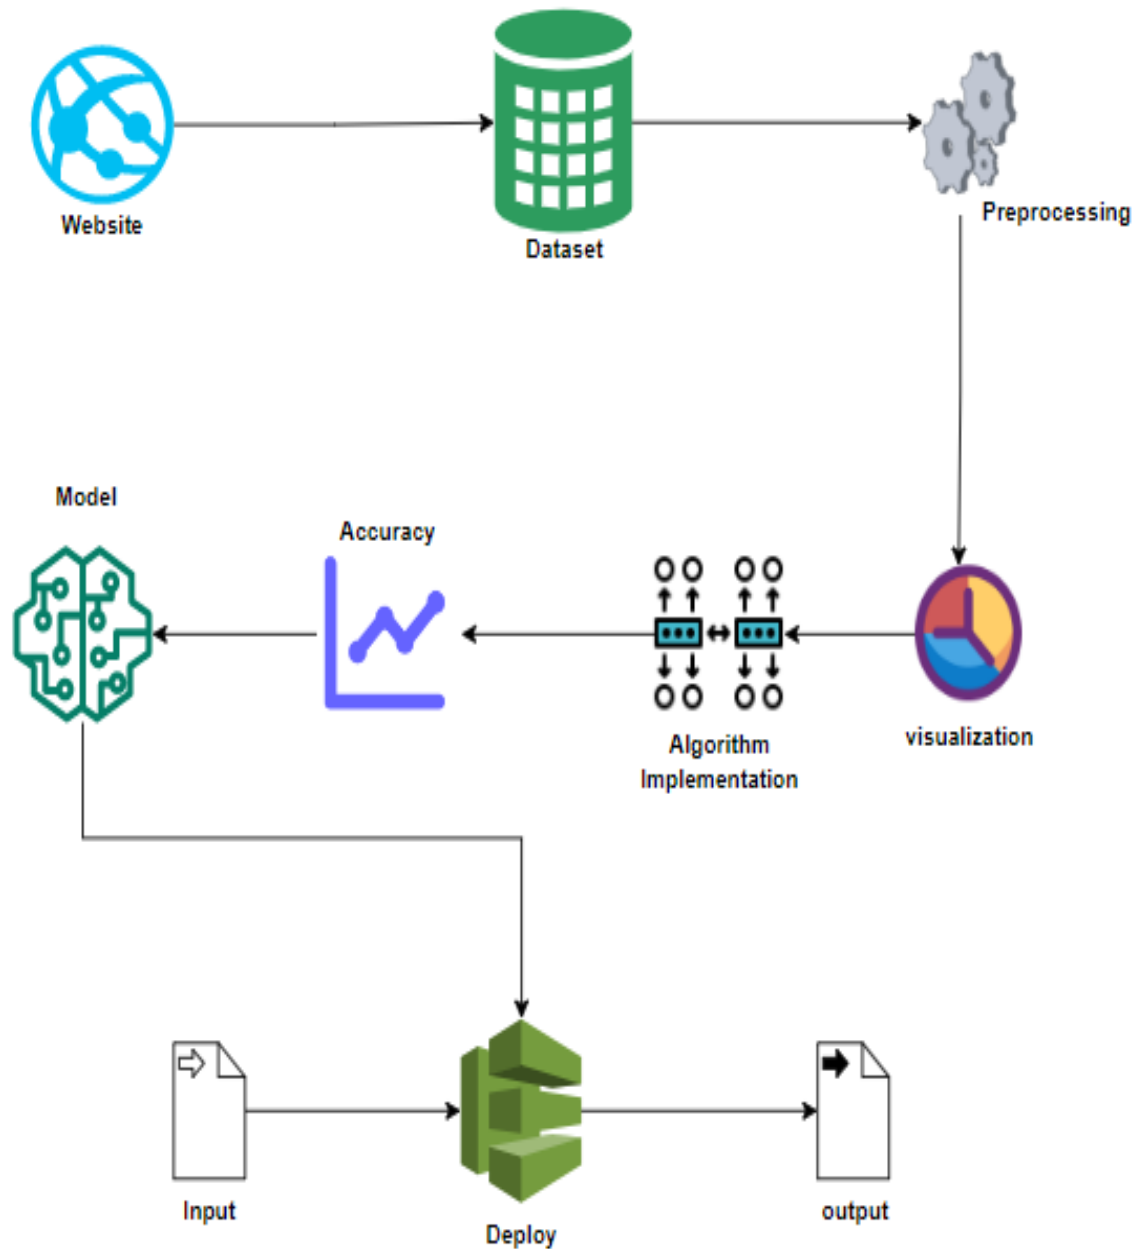 Website
Dataset
Preprocessing
Model
Accuracy
Algorithm
Implementation
visualization
Input
Deploy
output